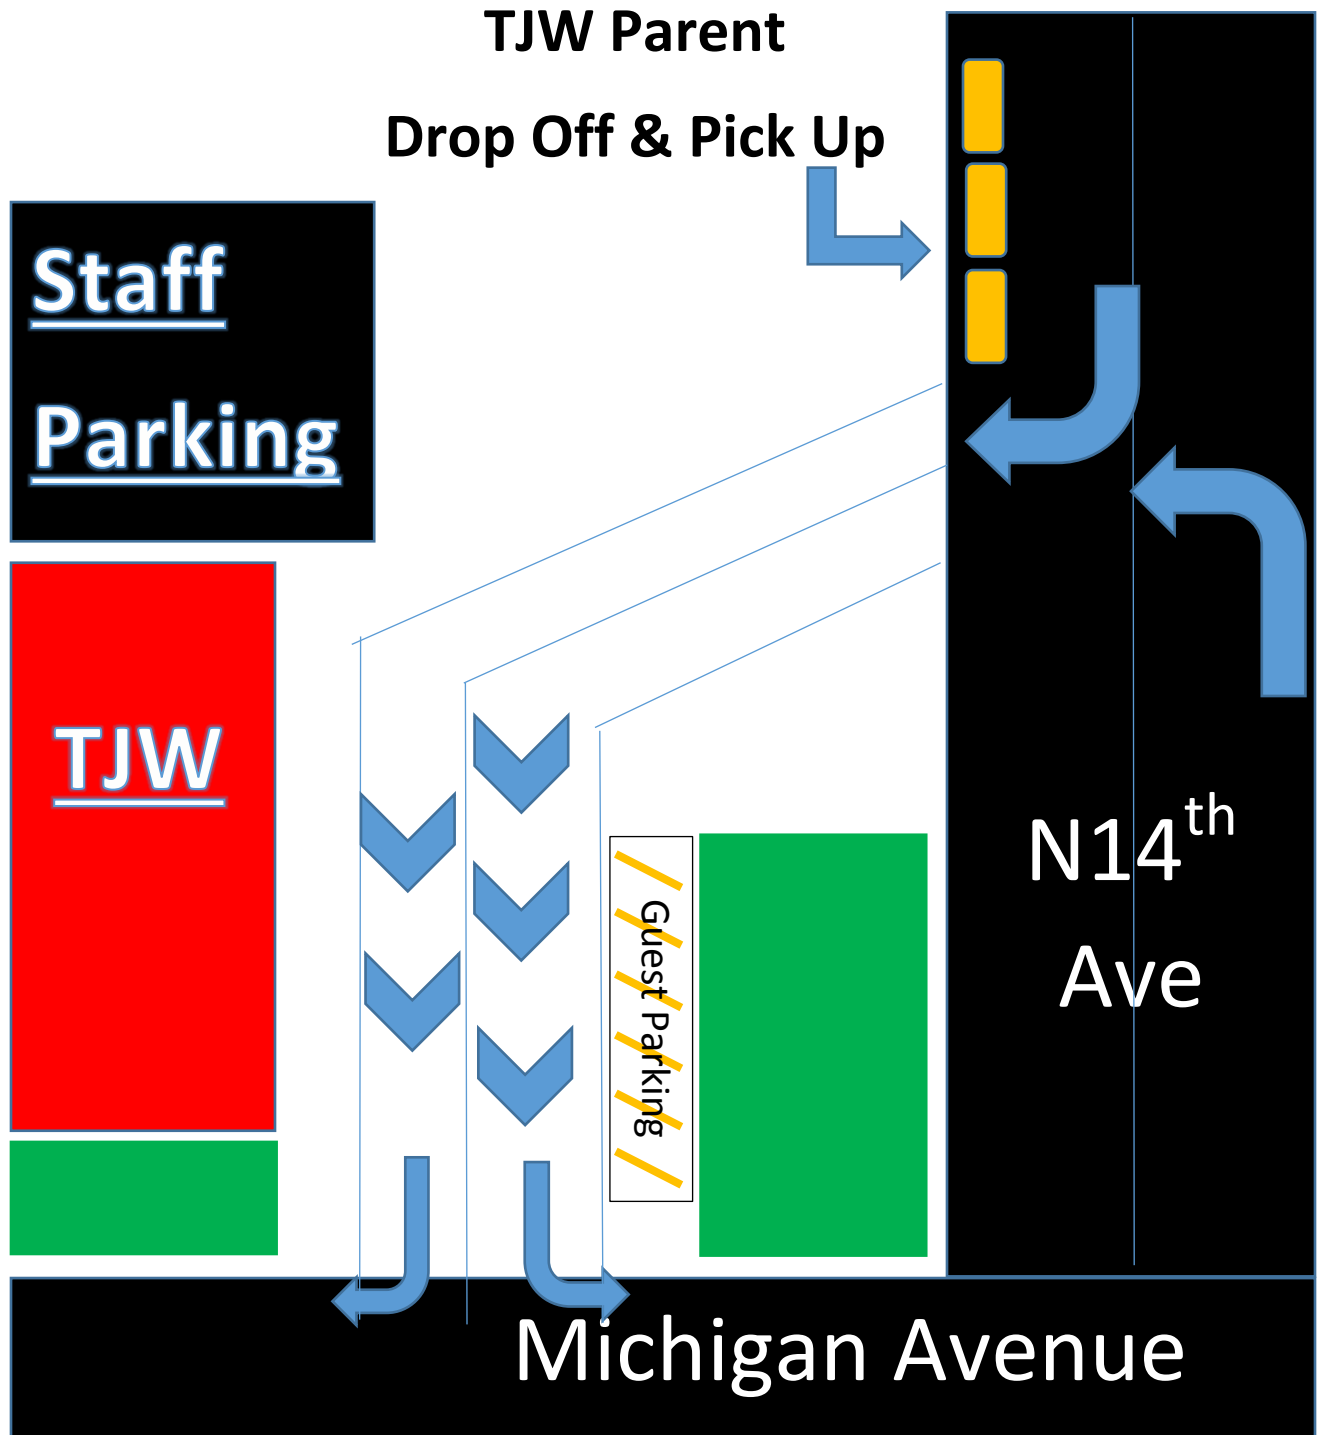 TJW Parent
Drop Off & Pick Up
Staff
Parking
TJW
Guest Parking
N14th
Ave
Michigan Avenue